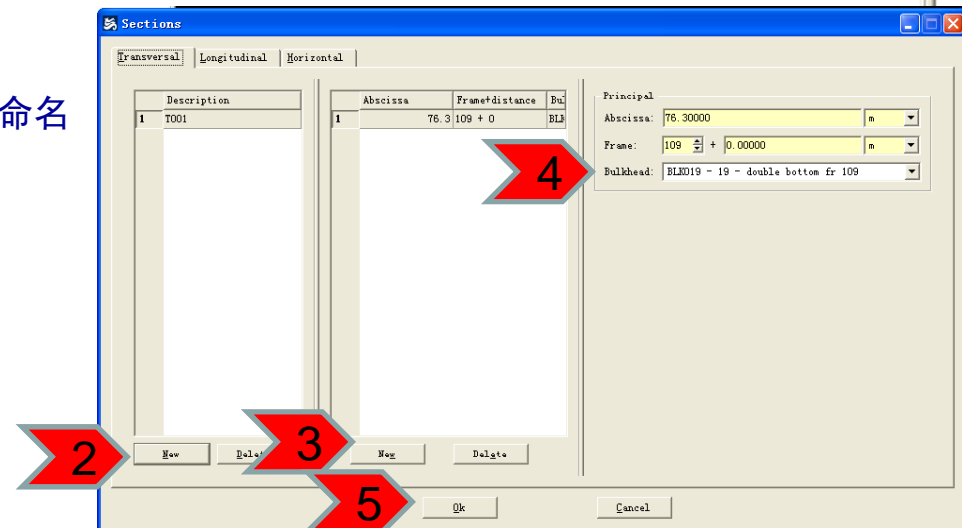 Sections
Transversal Longitudinal Horizontal
命名
Description
1 T001
Abscissa Frame+distance
1 76.3 109 + 0
Principal
Abscissa: 76.30000 m
Frame: 109 + 0.00000 m
Bulkhead: BLK019 - 19 - double bottom fr 109
4
2
New
3
New Delete
5
Ok Cancel